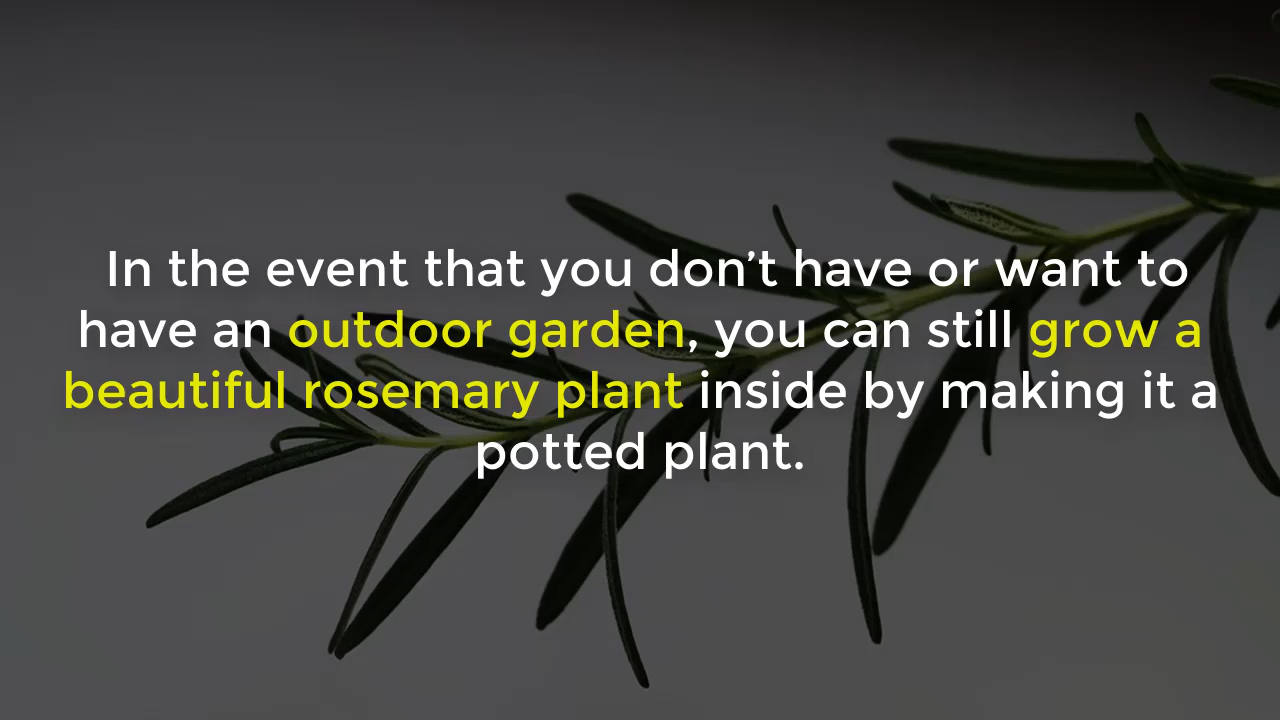 In the event that you don’t have or want to
have an outdoor garden, you can still grow a
beautiful rosemary plant inside by making it a
potted plant.